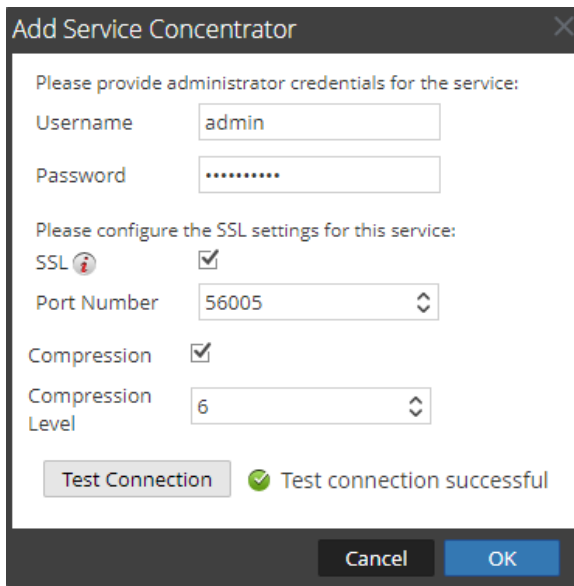 Add Service Concentrator
Please provide administrator credentials for the service:
Username admin
Password ••••••••••
Please configure the SSL settings for this service:
SSL i
Port Number 56005
Compression
Compression Level 6
Test Connection Test connection successful
Cancel OK